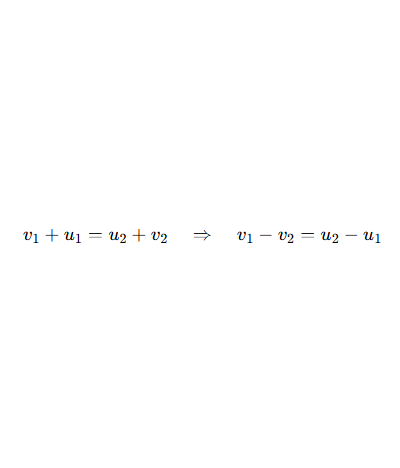 v₁ + u₁ = u₂ + v₂ ⇒ v₁ − v₂ = u₂ − u₁